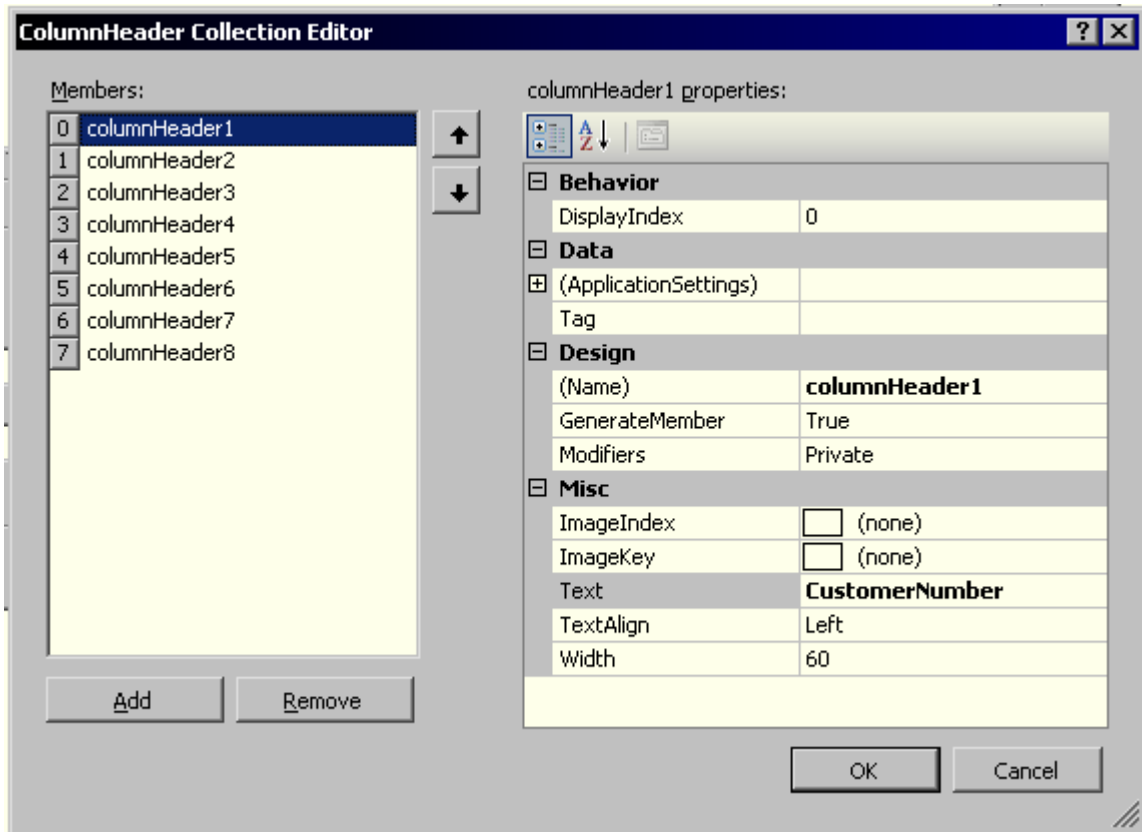 ColumnHeader Collection Editor
Members:
0 columnHeader1
1 columnHeader2
2 columnHeader3
3 columnHeader4
4 columnHeader5
5 columnHeader6
6 columnHeader7
7 columnHeader8
Add Remove
columnHeader1 properties:
Behavior
DisplayIndex 0
Data
(ApplicationSettings)
Tag
Design
(Name) columnHeader1
GenerateMember True
Modifiers Private
Misc
ImageIndex (none)
ImageKey (none)
Text CustomerNumber
TextAlign Left
Width 60
OK Cancel